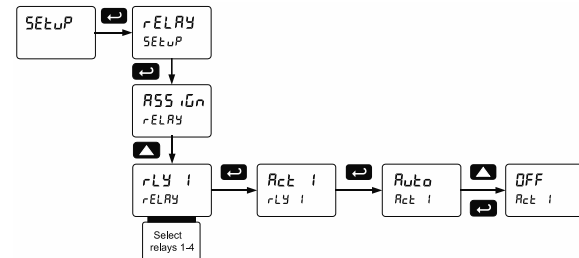 SEtuP
rELAY
SEtuP
ASSiGn
rELAY
rLY 1
rELAY
Act 1
rLY 1
Auto
Act 1
OFF
Act 1
Select
relays 1-4